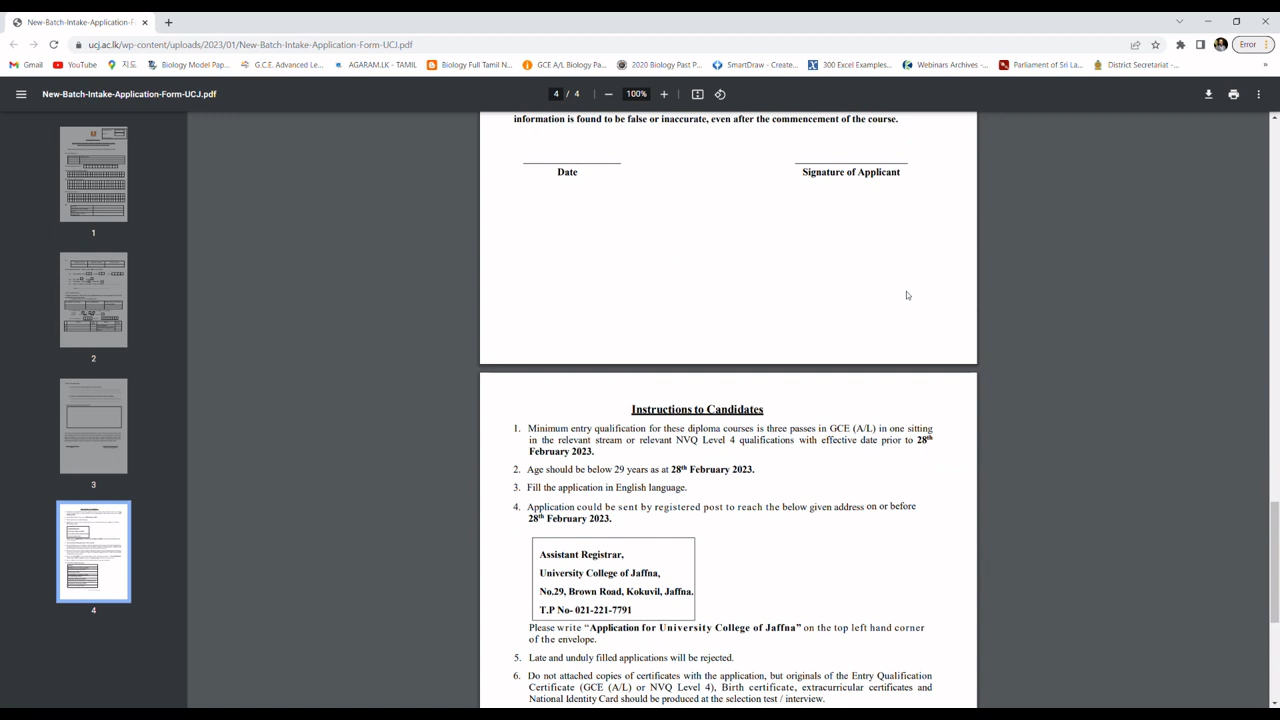 New-Batch-Intake-Application-F
ucj.ac.lk/wp-content/uploads/2023/01/New-Batch-Intake-Application-Form-UCJ.pdf
Error
Gmail
YouTube
지도
Biology Model Pap...
G.C.E. Advanced Le...
AGARAM.LK - TAMIL
Biology Full Tamil N...
GCE A/L Biology Pa...
2020 Biology Past P...
SmartDraw - Create...
300 Excel Examples...
Webinars Archives -...
Parliament of Sri La...
District Secretariat -...
»
New-Batch-Intake-Application-Form-UCJ.pdf
4 / 4
100%
1
2
3
4
information is found to be false or inaccurate, even after the commencement of the course.
Date
Signature of Applicant
Instructions to Candidates
1. Minimum entry qualification for these diploma courses is three passes in GCE (A/L) in one sitting
in the relevant stream or relevant NVQ Level 4 qualifications with effective date prior to 28th
February 2023.
2. Age should be below 29 years as at 28th February 2023.
3. Fill the application in English language.
4. Application could be sent by registered post to reach the below given address on or before
28th February 2023.
Assistant Registrar,
University College of Jaffna,
No.29, Brown Road, Kokuvil, Jaffna.
T.P No- 021-221-7791
Please write “Application for University College of Jaffna” on the top left hand corner
of the envelope.
5. Late and unduly filled applications will be rejected.
6. Do not attached copies of certificates with the application, but originals of the Entry Qualification
Certificate (GCE (A/L) or NVQ Level 4), Birth certificate, extracurricular certificates and
National Identity Card should be produced at the selection test / interview.